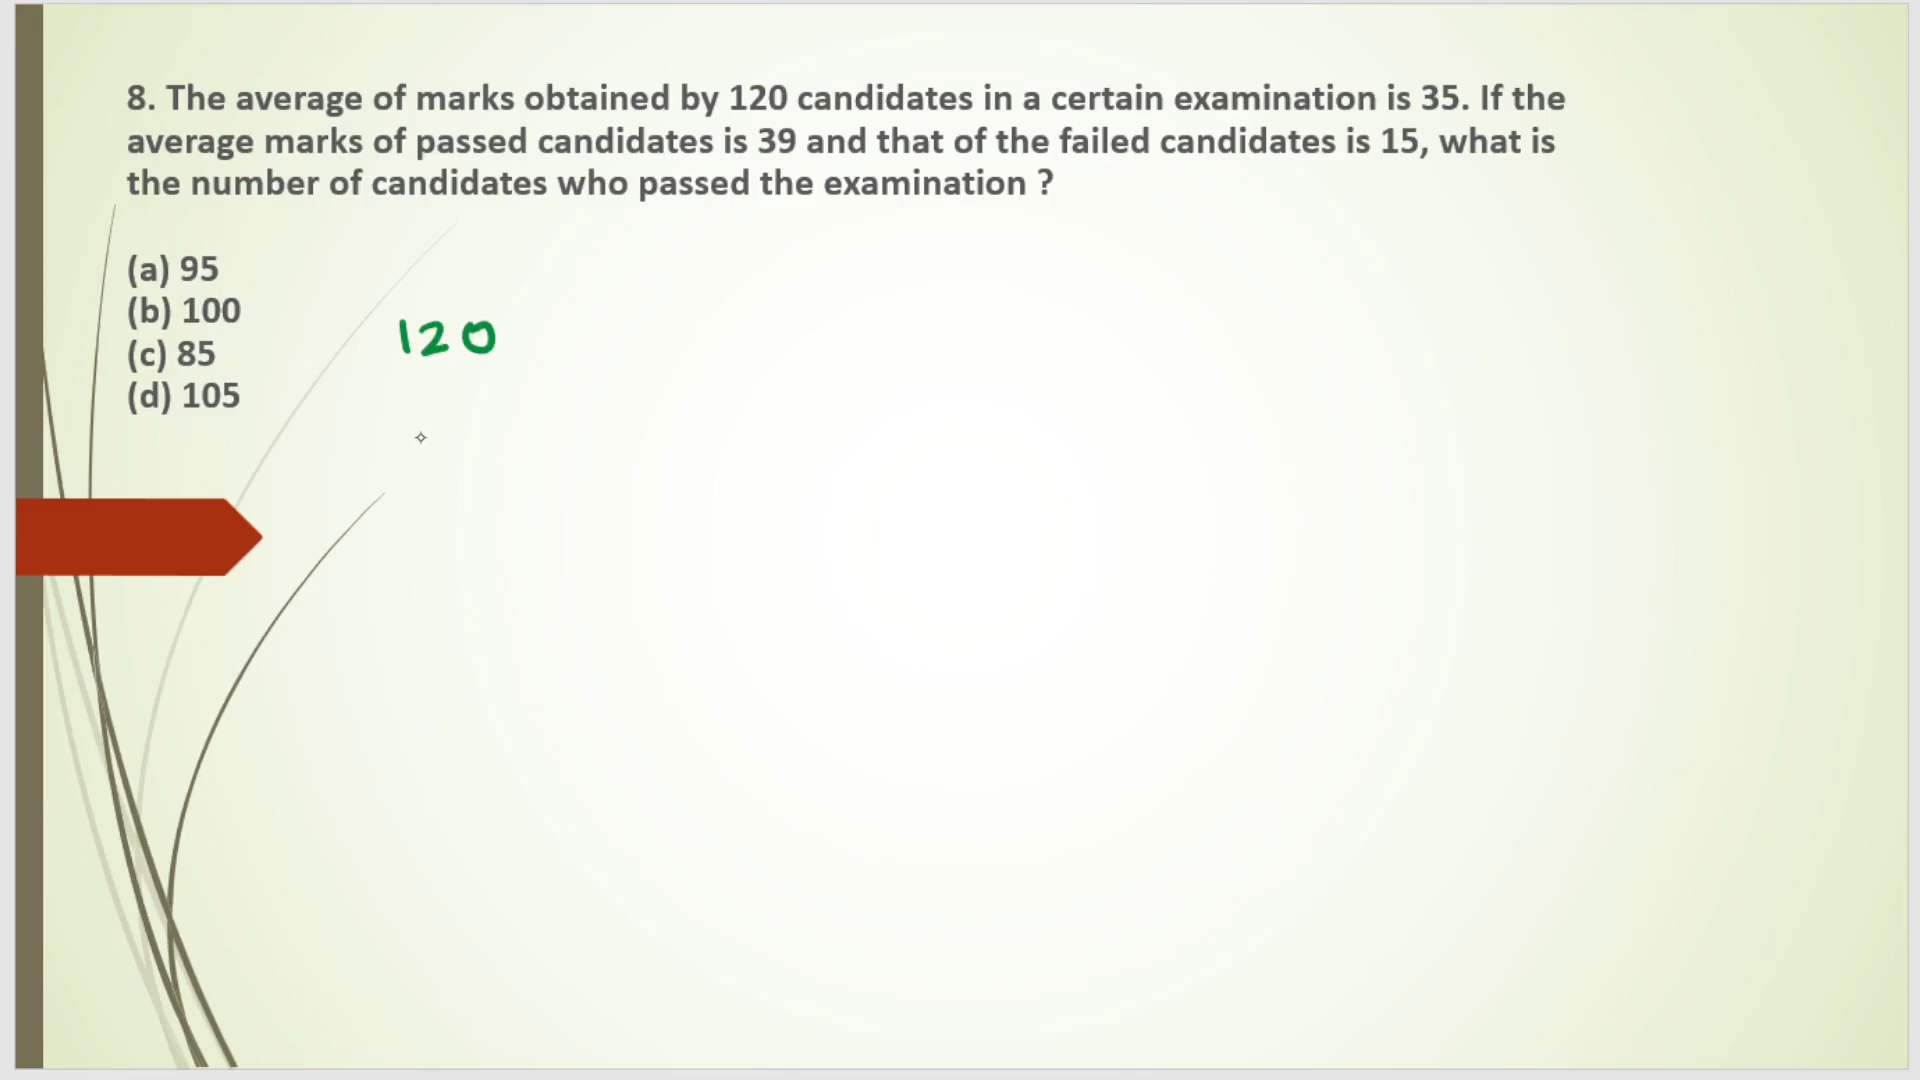 8. The average of marks obtained by 120 candidates in a certain examination is 35. If the
average marks of passed candidates is 39 and that of the failed candidates is 15, what is
the number of candidates who passed the examination ?
(a) 95
(b) 100
(c) 85
(d) 105
120